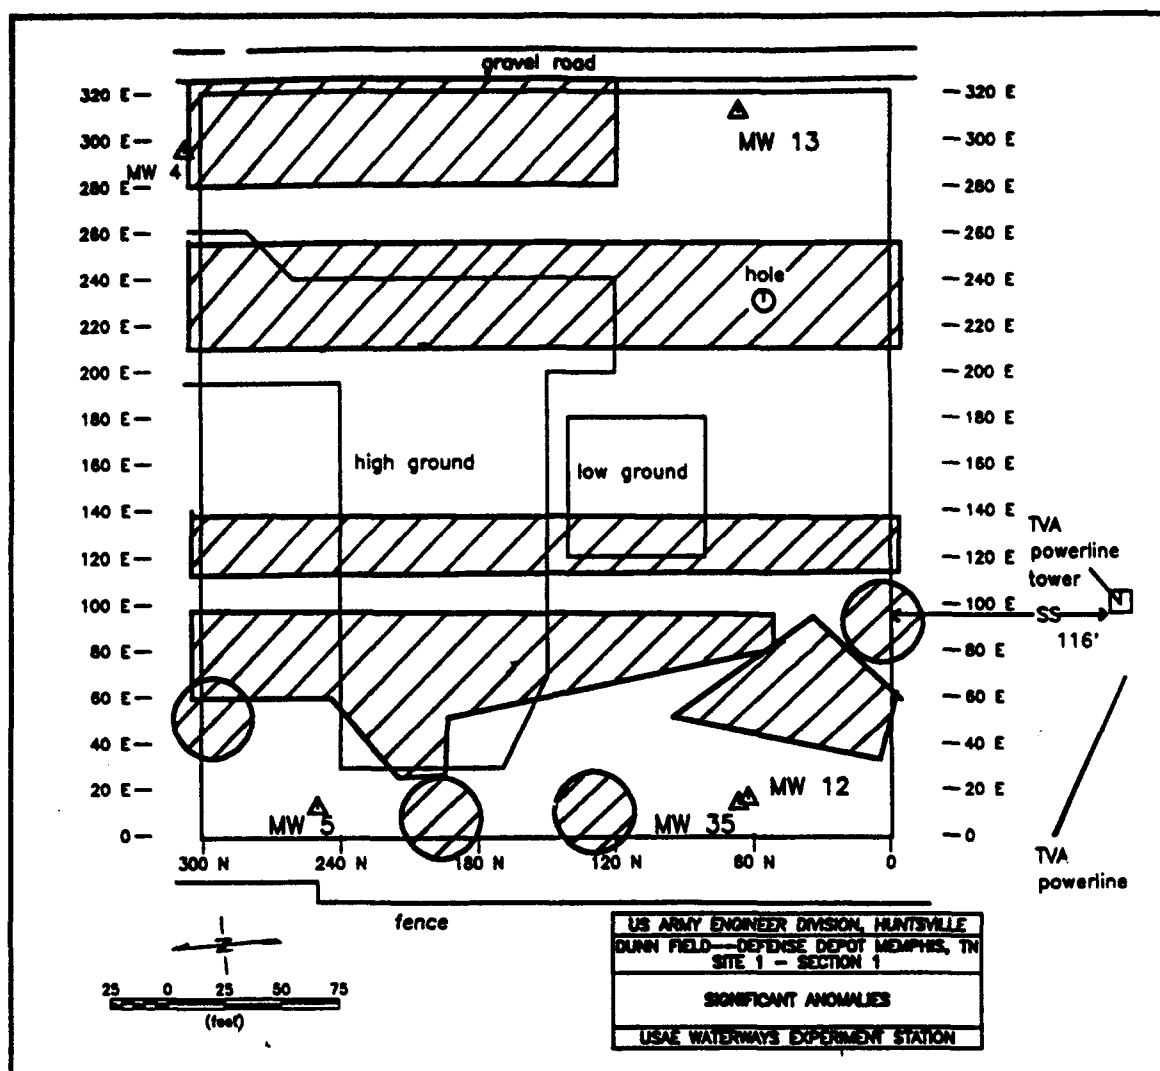 gravel road
320 E
320 E
MW 13
300 E
300 E
MW 4
280 E
280 E
260 E
260 E
hole
240 E
240 E
220 E
220 E
200 E
200 E
180 E
180 E
high ground
low ground
160 E
160 E
140 E
140 E
TVA
powerline
tower
120 E
120 E
100 E
100 E
SS
116'
80 E
80 E
60 E
60 E
40 E
40 E
20 E
20 E
MW 12
MW 5
MW 35
0
0
300 N
240 N
180 N
120 N
60 N
0
TVA
powerline
fence
N
25 0 25 50 75
(feet)
US ARMY ENGINEER DIVISION, HUNTSVILLE
DUNN FIELD--DEFENSE DEPOT MEMPHIS, TN
SITE 1 - SECTION 1
SIGNIFICANT ANOMALIES
USAE WATERWAYS EXPERIMENT STATION